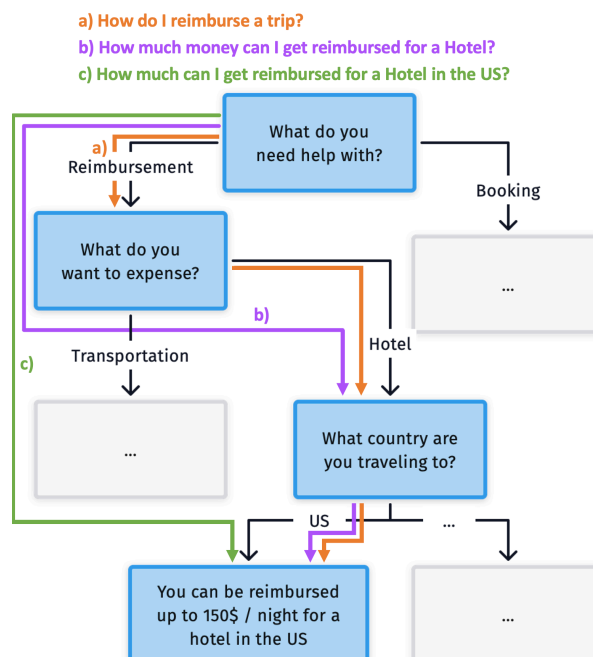 a) How do I reimburse a trip?
b) How much money can I get reimbursed for a Hotel?
c) How much can I get reimbursed for a Hotel in the US?
What do you
need help with?
a)
Reimbursement
Booking
What do you
want to expense?
...
b)
Hotel
Transportation
c)
...
What country are
you traveling to?
US
...
You can be reimbursed
up to 150$ / night for a
hotel in the US
...